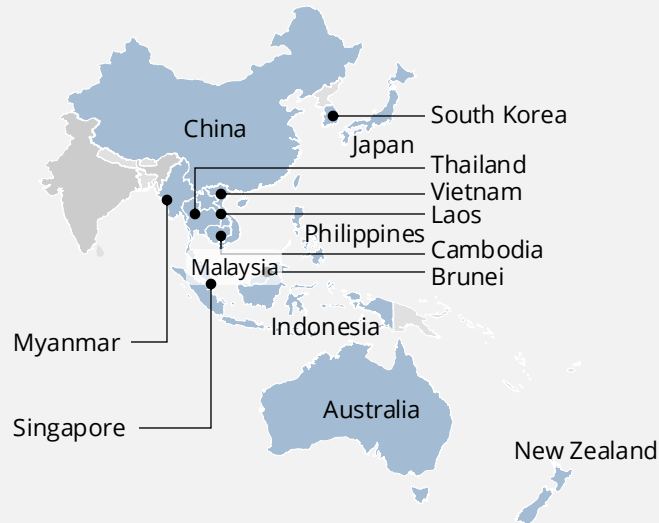 South Korea
China
Japan
Thailand
Vietnam
Laos
Philippines
Cambodia
Malaysia
Brunei
Indonesia
Myanmar
Australia
Singapore
New Zealand